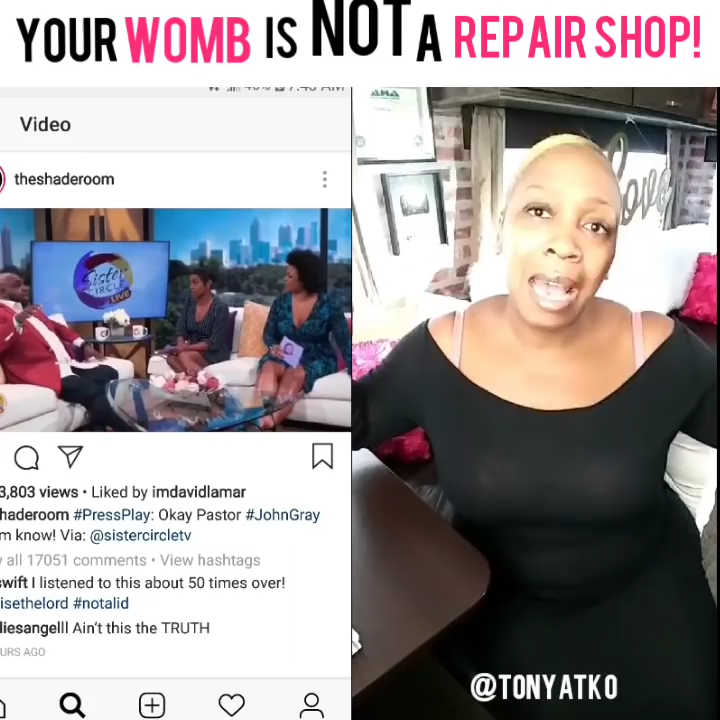 YOUR WOMB IS NOT A REPAIR SHOP!
Video
theshaderoom
Sister
CIRCLE
LIVE
3,803 views • Liked by imdavidlamar
haderoom #PressPlay: Okay Pastor #JohnGray
m know! Via: @sistercircletv
all 17051 comments • View hashtags
swift I listened to this about 50 times over!
isethelord #notalid
liesangelll Ain't this the TRUTH
URS AGO
Love
@TONYATKO